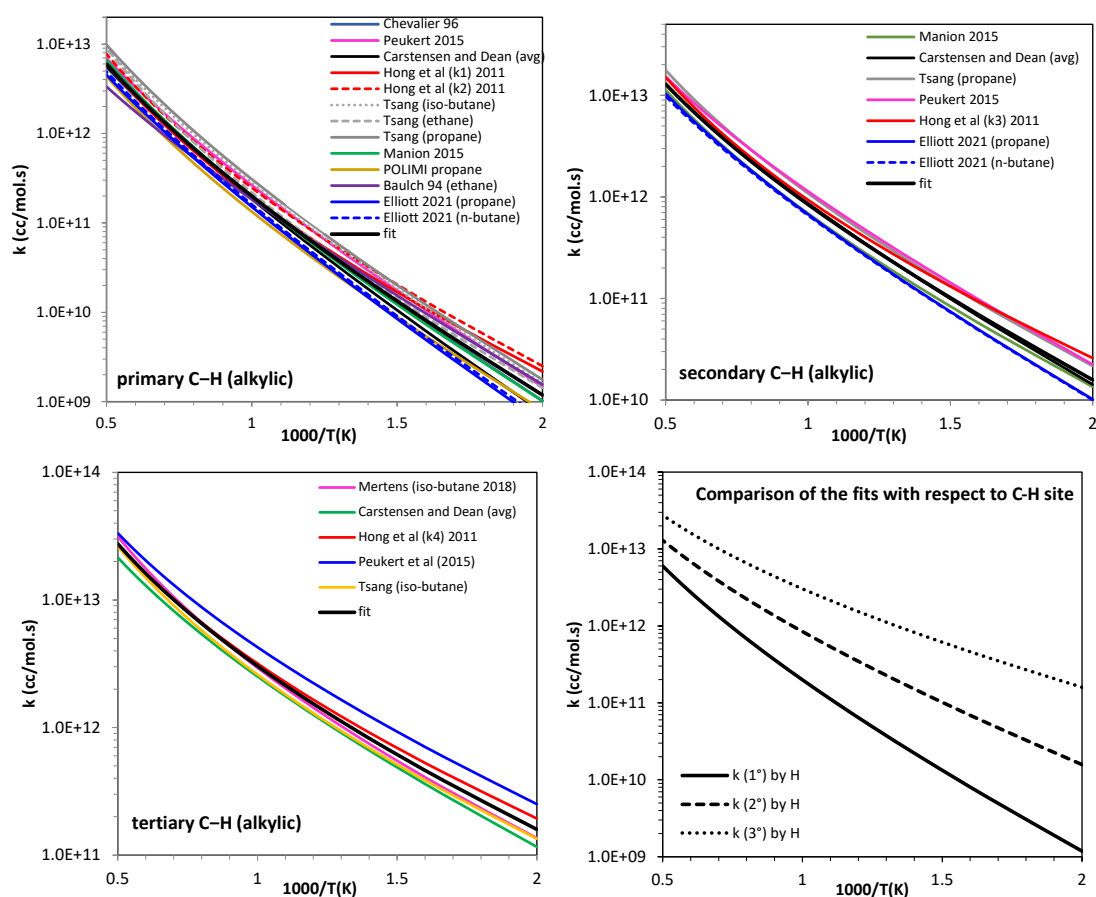 1.0E+13
1.0E+12
1.0E+11
1.0E+10
1.0E+09
k (cc/mol.s)
Chevalier 96
Peukert 2015
Carstensen and Dean (avg)
Hong et al (k1) 2011
Hong et al (k2) 2011
Tsang (iso-butane)
Tsang (ethane)
Tsang (propane)
Manion 2015
POLIMI propane
Baulch 94 (ethane)
Elliott 2021 (propane)
Elliott 2021 (n-butane)
fit
primary C–H (alkylic)
0.5 1 1.5 2
1000/T(K)
1.0E+13
1.0E+12
1.0E+11
1.0E+10
k (cc/mol.s)
Manion 2015
Carstensen and Dean (avg)
Tsang (propane)
Peukert 2015
Hong et al (k3) 2011
Elliott 2021 (propane)
Elliott 2021 (n-butane)
fit
secondary C–H (alkylic)
0.5 1 1.5 2
1000/T(K)
1.0E+14
1.0E+13
1.0E+12
1.0E+11
k (cc/mol.s)
Mertens (iso-butane 2018)
Carstensen and Dean (avg)
Hong et al (k4) 2011
Peukert et al (2015)
Tsang (iso-butane)
fit
tertiary C–H (alkylic)
0.5 1 1.5 2
1000/T(K)
1.0E+14
1.0E+13
1.0E+12
1.0E+11
1.0E+10
1.0E+09
k (cc/mol.s)
Comparison of the fits with respect to C-H site
k (1°) by H
k (2°) by H
k (3°) by H
0.5 1 1.5 2
1000/T(K)